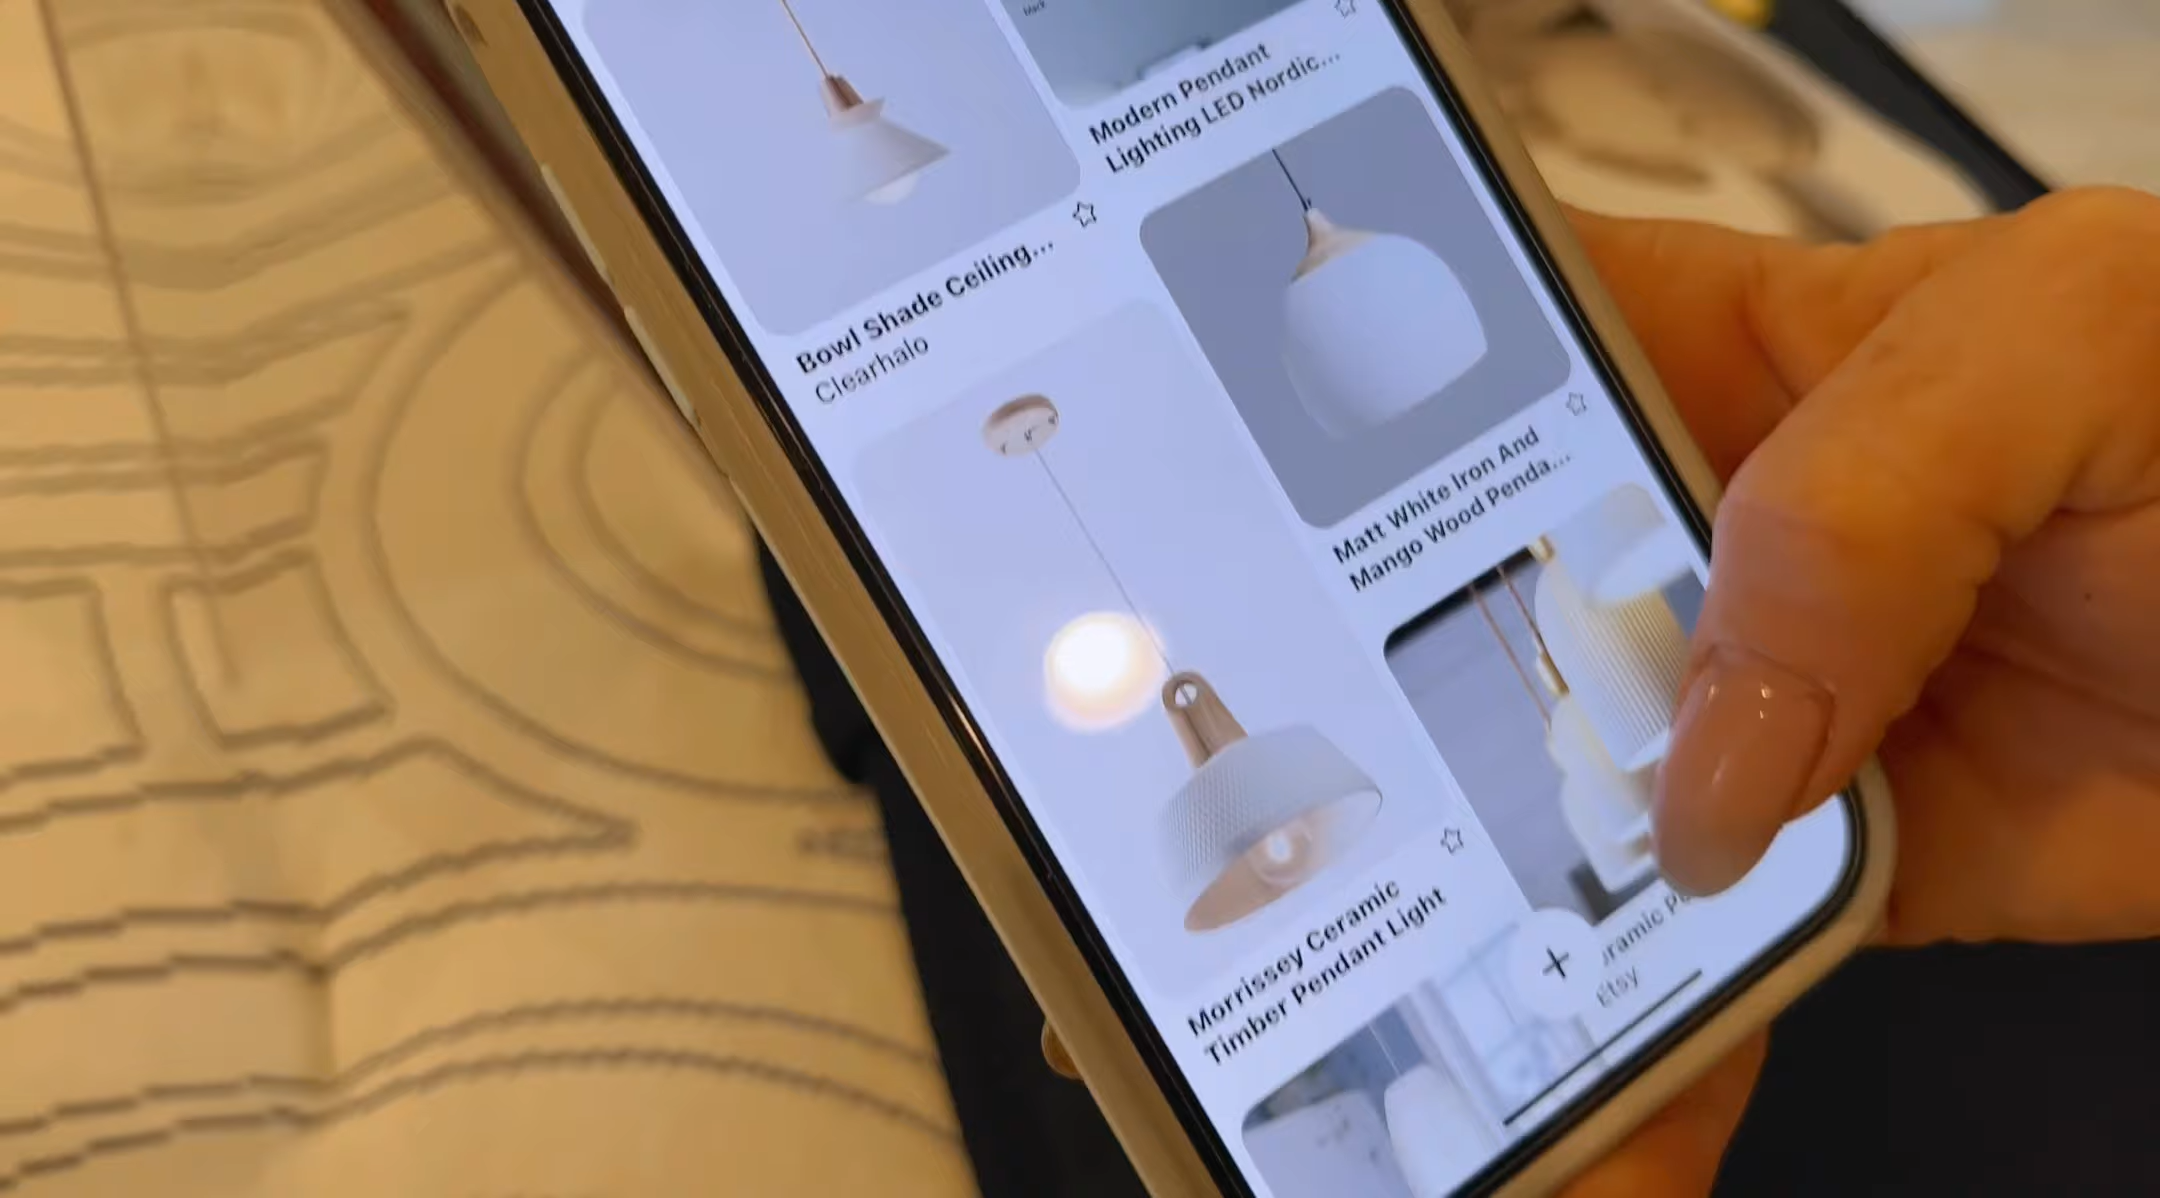 Modern Pendant
Lighting LED Nordic...
Bowl Shade Ceiling...
Clearhalo
Matt White Iron And
Mango Wood Penda...
Morrissey Ceramic
Timber Pendant Light
Etsy